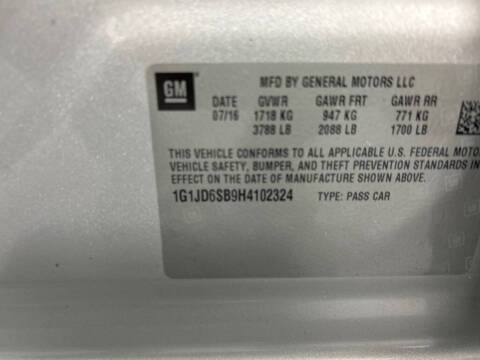 GM
MFD BY GENERAL MOTORS LLC
DATE GVWR GAWR FRT GAWR RR
07/16 1718 KG 947 KG 771 KG
3788 LB 2088 LB 1700 LB
THIS VEHICLE CONFORMS TO ALL APPLICABLE U.S. FEDERAL MOTO
VEHICLE SAFETY, BUMPER, AND THEFT PREVENTION STANDARDS IN
EFFECT ON THE DATE OF MANUFACTURE SHOWN ABOVE.
1G1JD6SB9H4102324 TYPE: PASS CAR